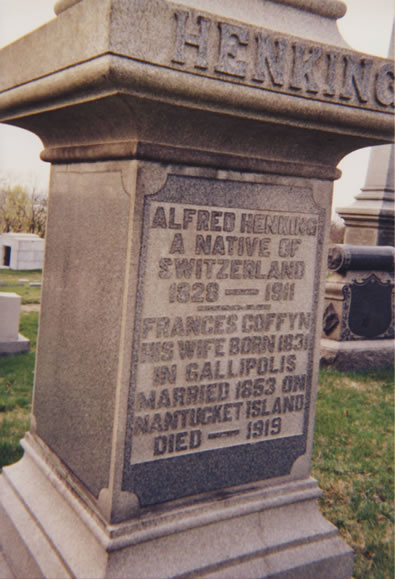 HENKING
ALFRED HENKING
A NATIVE OF
SWITZERLAND
1828 — 1911
FRANCES COFFYN
HIS WIFE BORN 1831
IN GALLIPOLIS
MARRIED 1853 ON
NANTUCKET ISLAND
DIED — 1919